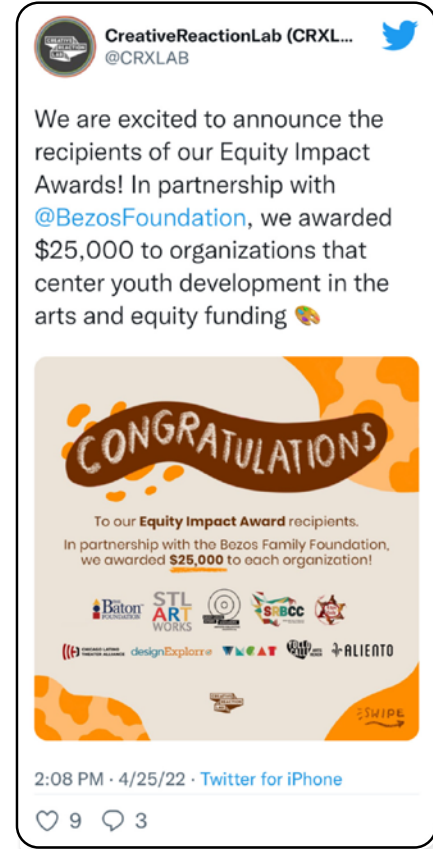 CreativeReactionLab (CRXL...
@CRXLAB
We are excited to announce the
recipients of our Equity Impact
Awards! In partnership with
@BezosFoundation, we awarded
$25,000 to organizations that
center youth development in the
arts and equity funding 🎨
CONGRATULATIONS
To our Equity Impact Award recipients.
In partnership with the Bezos Family Foundation,
we awarded $25,000 to each organization!
Baton
FOUNDATION
STL
ART
WORKS
SRBCC
CHICAGO LATINO
THEATER ALLIANCE
designExplorr
ALIENTO
CREATIVE
REACTION
LAB
SWIPE
2:08 PM · 4/25/22 · Twitter for iPhone
9 3